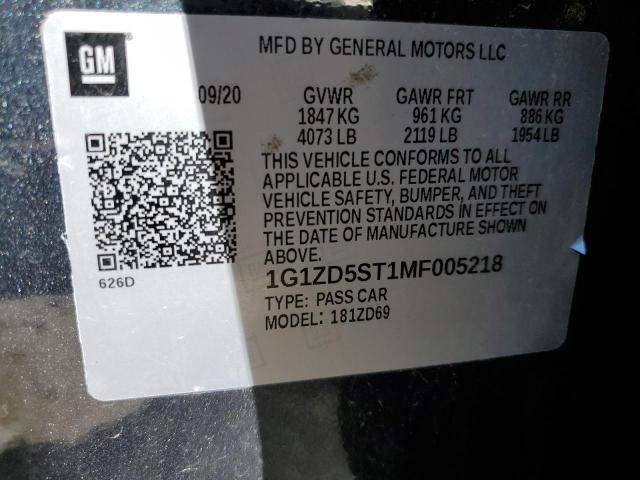 GM
MFD BY GENERAL MOTORS LLC
09/20 GVWR GAWR FRT GAWR RR
1847 KG 961 KG 886 KG
4073 LB 2119 LB 1954 LB
THIS VEHICLE CONFORMS TO ALL
APPLICABLE U.S. FEDERAL MOTOR
VEHICLE SAFETY, BUMPER, AND THEFT
PREVENTION STANDARDS IN EFFECT ON
THE DATE OF MANUFACTURE SHOWN
ABOVE.
626D
1G1ZD5ST1MF005218
TYPE: PASS CAR
MODEL: 181ZD69